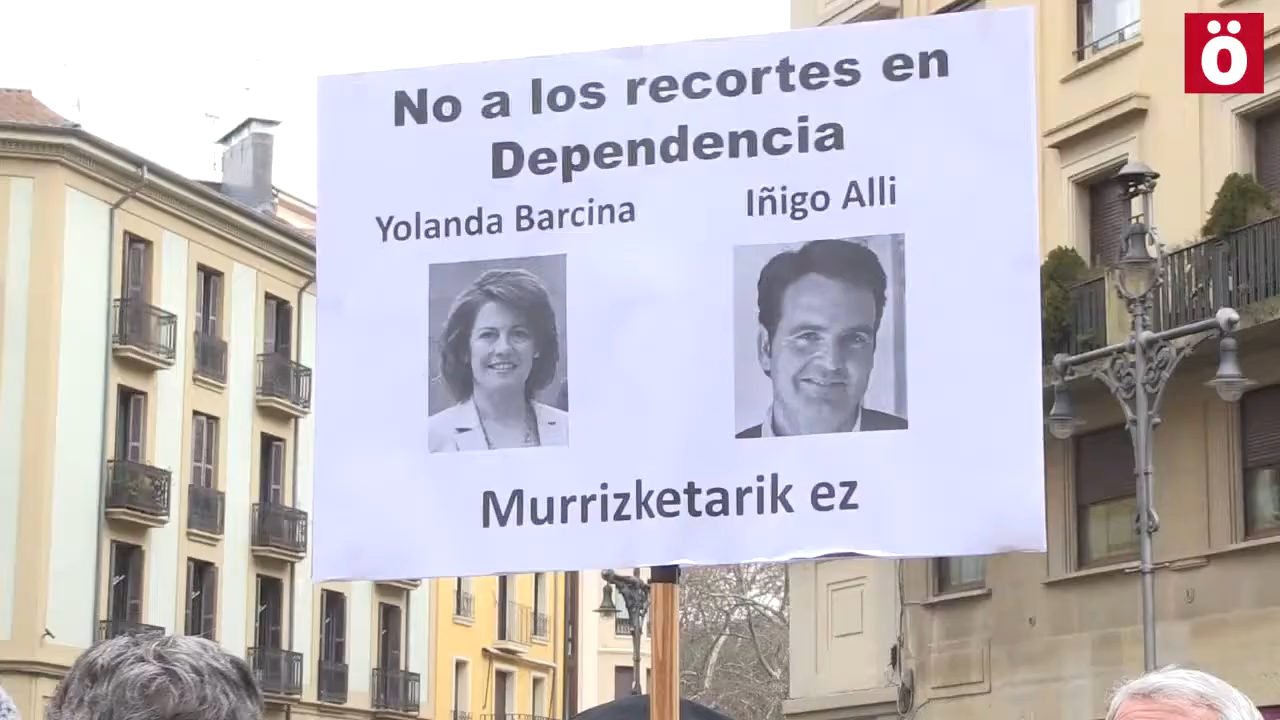 ö
No a los recortes en
Dependencia
Yolanda Barcina
Iñigo Alli
Murrizketarik ez